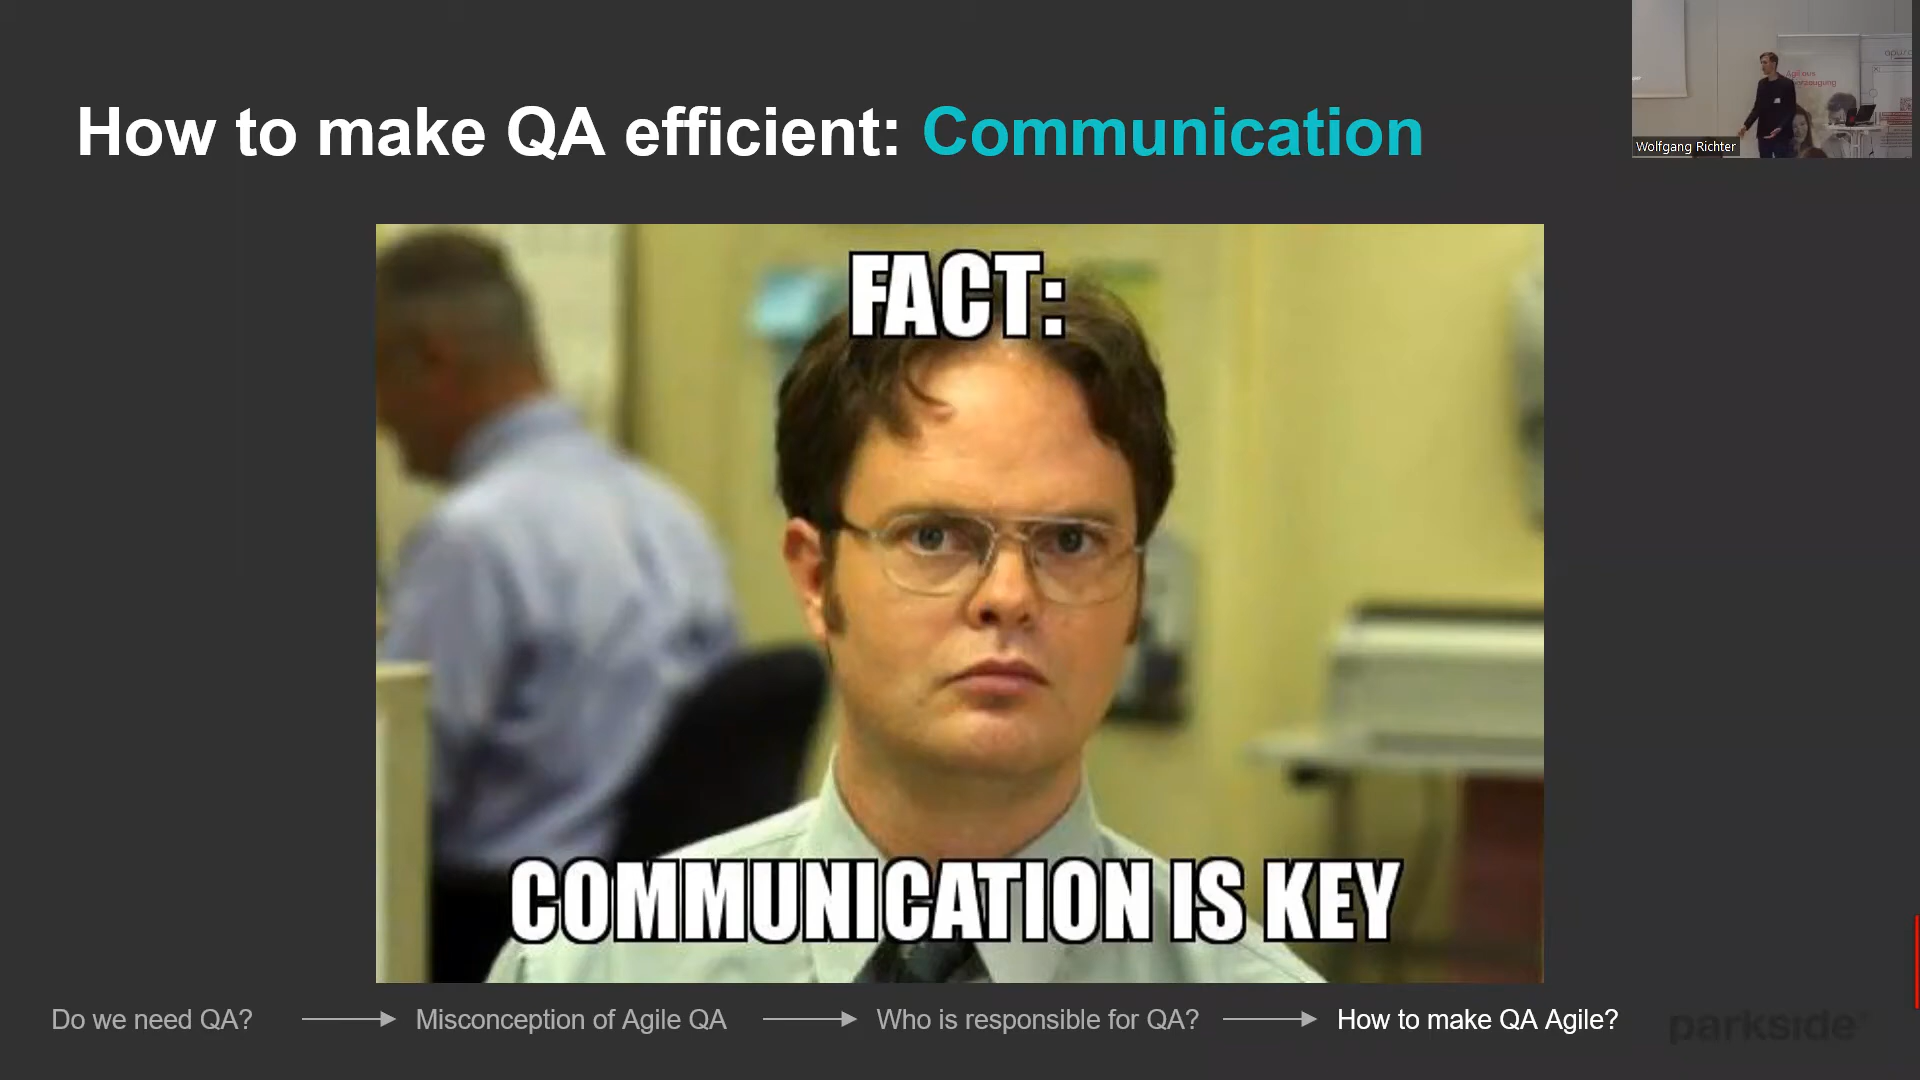 How to make QA efficient: Communication
Wolfgang Richter
FACT:
COMMUNICATION IS KEY
Do we need QA?
Misconception of Agile QA
Who is responsible for QA?
How to make QA Agile?
parkside